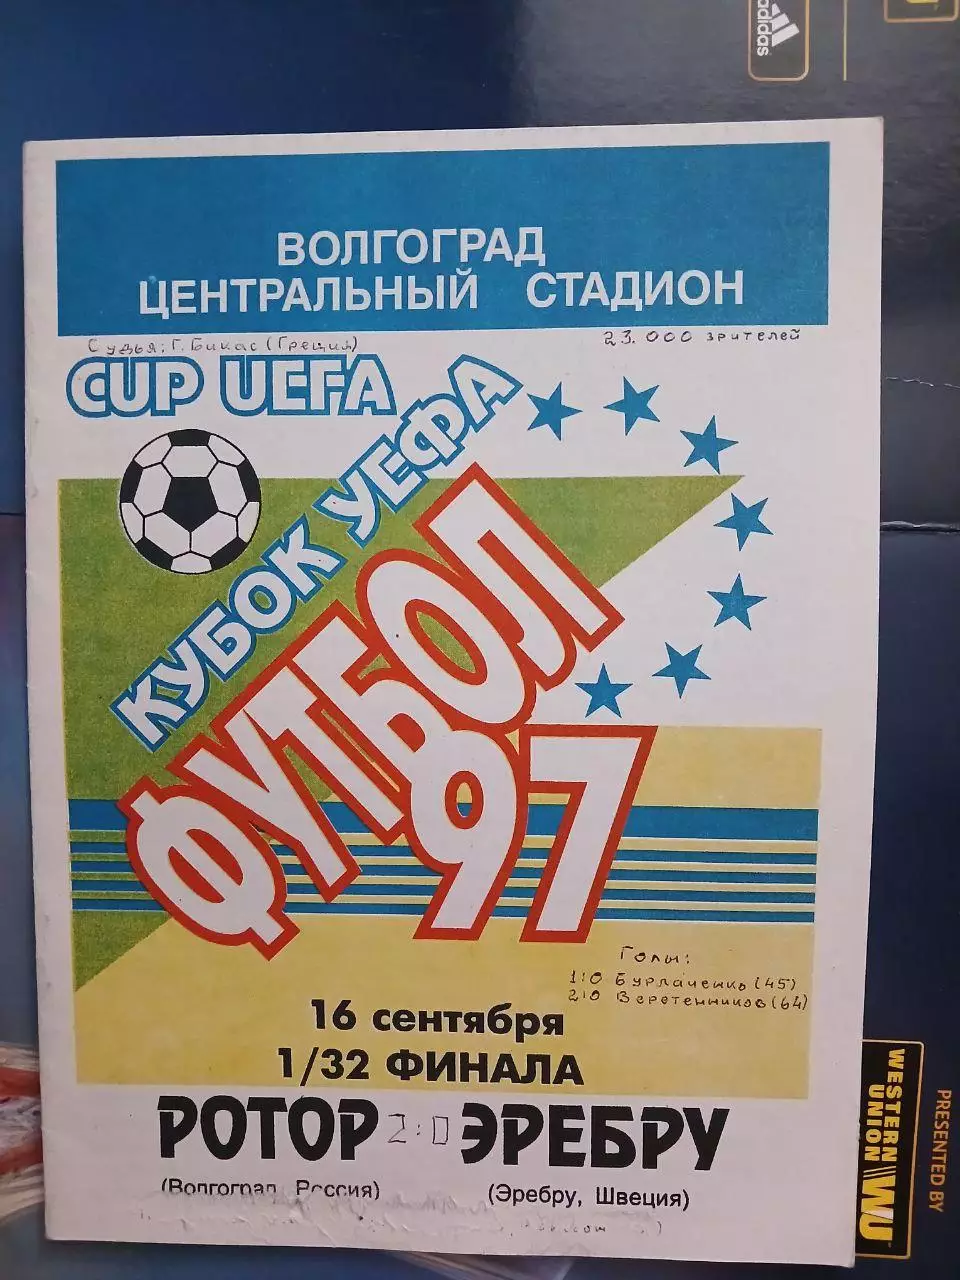 adidas
ВОЛГОГРАД
ЦЕНТРАЛЬНЫЙ СТАДИОН
Судья: Г. Бикас (Греция)
23.000 зрителей
CUP UEFA
КУБОК УЕФА
ФУТБОЛ
97
Голы:
1:0 Бурлаченко (45)
2:0 Веретенников (64)
16 сентября
1/32 ФИНАЛА
РОТОР 2:0 ЭРЕБРУ
(Волгоград, Россия) (Эребру, Швеция)
PRESENTED BY
WESTERN
UNION
WU